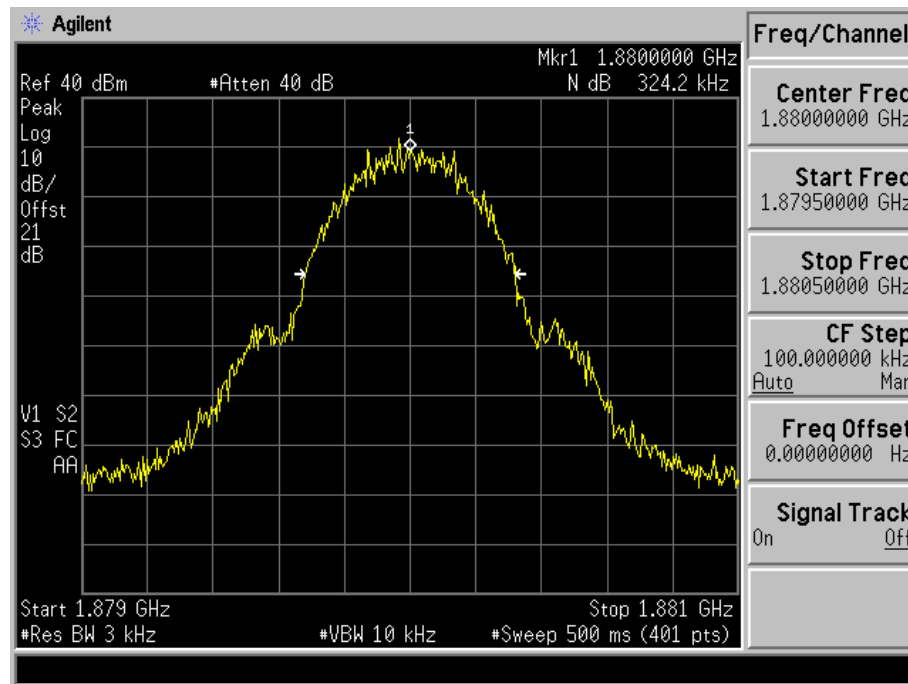 Agilent
Freq/Channel
Mkr1 1.8800000 GHz
Ref 40 dBm #Atten 40 dB N dB 324.2 kHz
Peak
Log
10
dB/
Offst
21
dB
1
V1 S2
S3 FC
AA
Start 1.879 GHz Stop 1.881 GHz
#Res BW 3 kHz #VBW 10 kHz #Sweep 500 ms (401 pts)
Center Freq
1.88000000 GHz
Start Freq
1.87950000 GHz
Stop Freq
1.88050000 GHz
CF Step
100.000000 kHz
Auto Man
Freq Offset
0.00000000 Hz
Signal Track
On Off